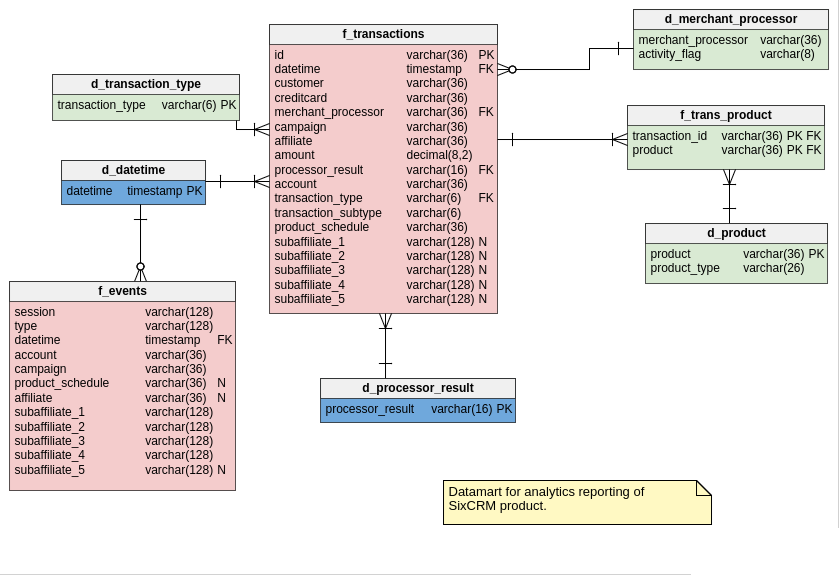 f_transactions
id varchar(36) PK
datetime timestamp FK
customer varchar(36)
creditcard varchar(36)
merchant_processor varchar(36) FK
campaign varchar(36)
affiliate varchar(36)
amount decimal(8,2)
processor_result varchar(16) FK
account varchar(36)
transaction_type varchar(6) FK
transaction_subtype varchar(6)
product_schedule varchar(36)
subaffiliate_1 varchar(128) N
subaffiliate_2 varchar(128) N
subaffiliate_3 varchar(128) N
subaffiliate_4 varchar(128) N
subaffiliate_5 varchar(128) N
d_merchant_processor
merchant_processor varchar(36)
activity_flag varchar(8)
d_transaction_type
transaction_type varchar(6) PK
f_trans_product
transaction_id varchar(36) PK FK
product varchar(36) PK FK
d_datetime
datetime timestamp PK
d_product
product varchar(36) PK
product_type varchar(26)
f_events
session varchar(128)
type varchar(128)
datetime timestamp FK
account varchar(36)
campaign varchar(36)
product_schedule varchar(36) N
affiliate varchar(36) N
subaffiliate_1 varchar(128)
subaffiliate_2 varchar(128)
subaffiliate_3 varchar(128)
subaffiliate_4 varchar(128)
subaffiliate_5 varchar(128) N
d_processor_result
processor_result varchar(16) PK
Datamart for analytics reporting of
SixCRM product.